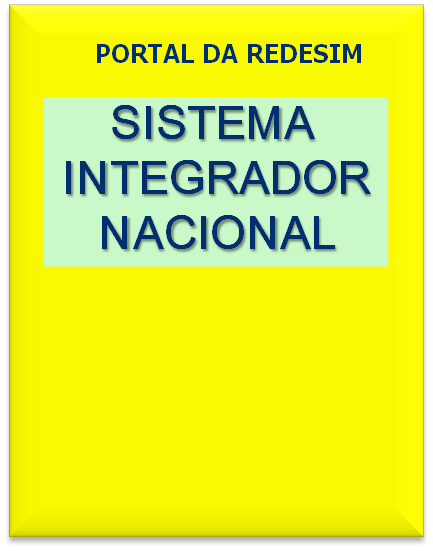 PORTAL DA REDESIM
SISTEMA
INTEGRADOR
NACIONAL